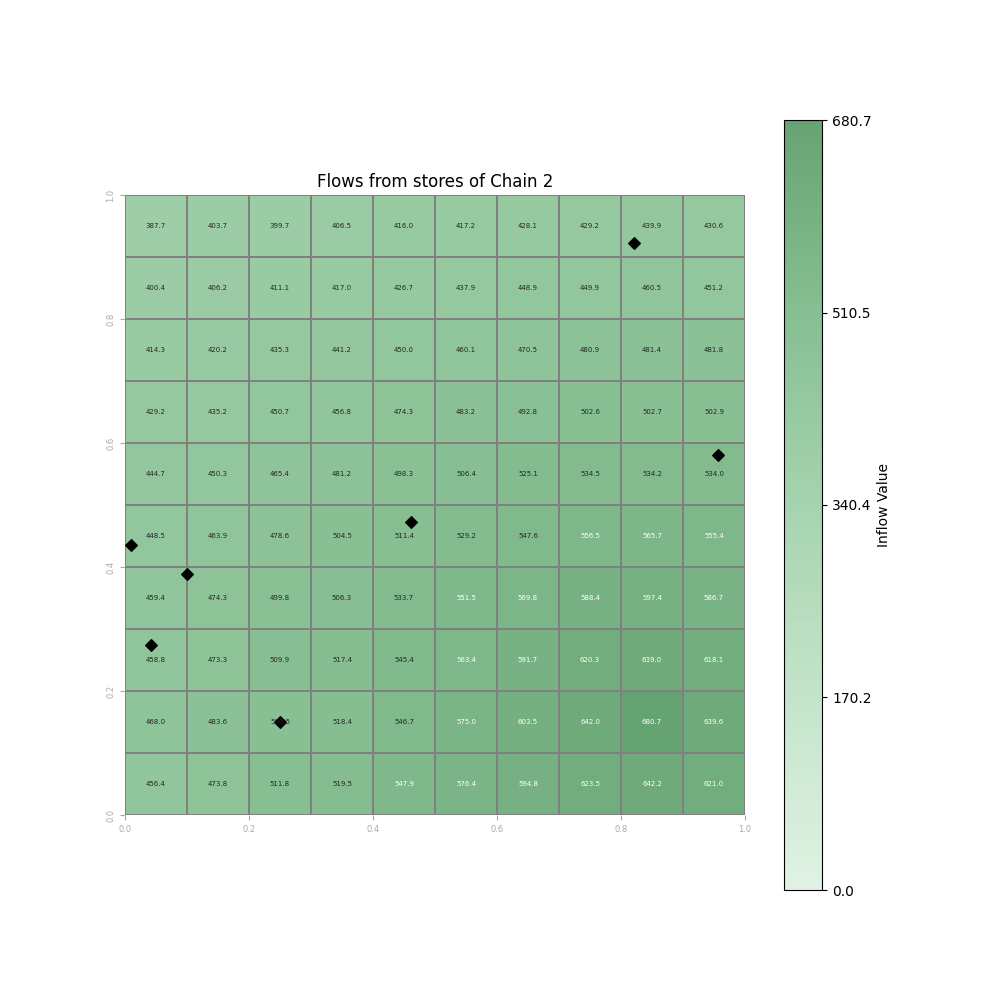 Flows from stores of Chain 2
1.0 387.7 403.7 399.7 406.5 416.0 417.2 428.1 429.2 439.9 430.6
400.4 406.2 411.1 417.0 426.7 437.9 448.9 449.9 460.5 451.2
0.8
414.3 420.2 435.3 441.2 450.0 460.1 470.5 480.9 481.4 481.8
429.2 435.2 450.7 456.8 474.3 483.2 492.8 502.6 502.7 502.9
0.6
444.7 450.3 465.4 481.2 498.3 506.4 525.1 534.5 534.2 534.0
448.5 463.9 478.6 504.5 511.4 529.2 547.6 556.5 565.7 555.4
0.4
459.4 474.3 499.8 506.3 533.7 551.5 569.8 588.4 597.4 586.7
458.8 473.3 509.9 517.4 545.4 563.4 591.7 620.3 639.0 618.1
0.2
468.0 483.6 518.4 546.7 575.0 603.5 642.0 680.7 639.6
456.4 473.8 511.8 519.5 547.9 576.4 594.8 623.5 642.2 621.0
0.0
0.0 0.2 0.4 0.6 0.8 1.0
680.7
510.5
340.4
170.2
0.0
Inflow Value